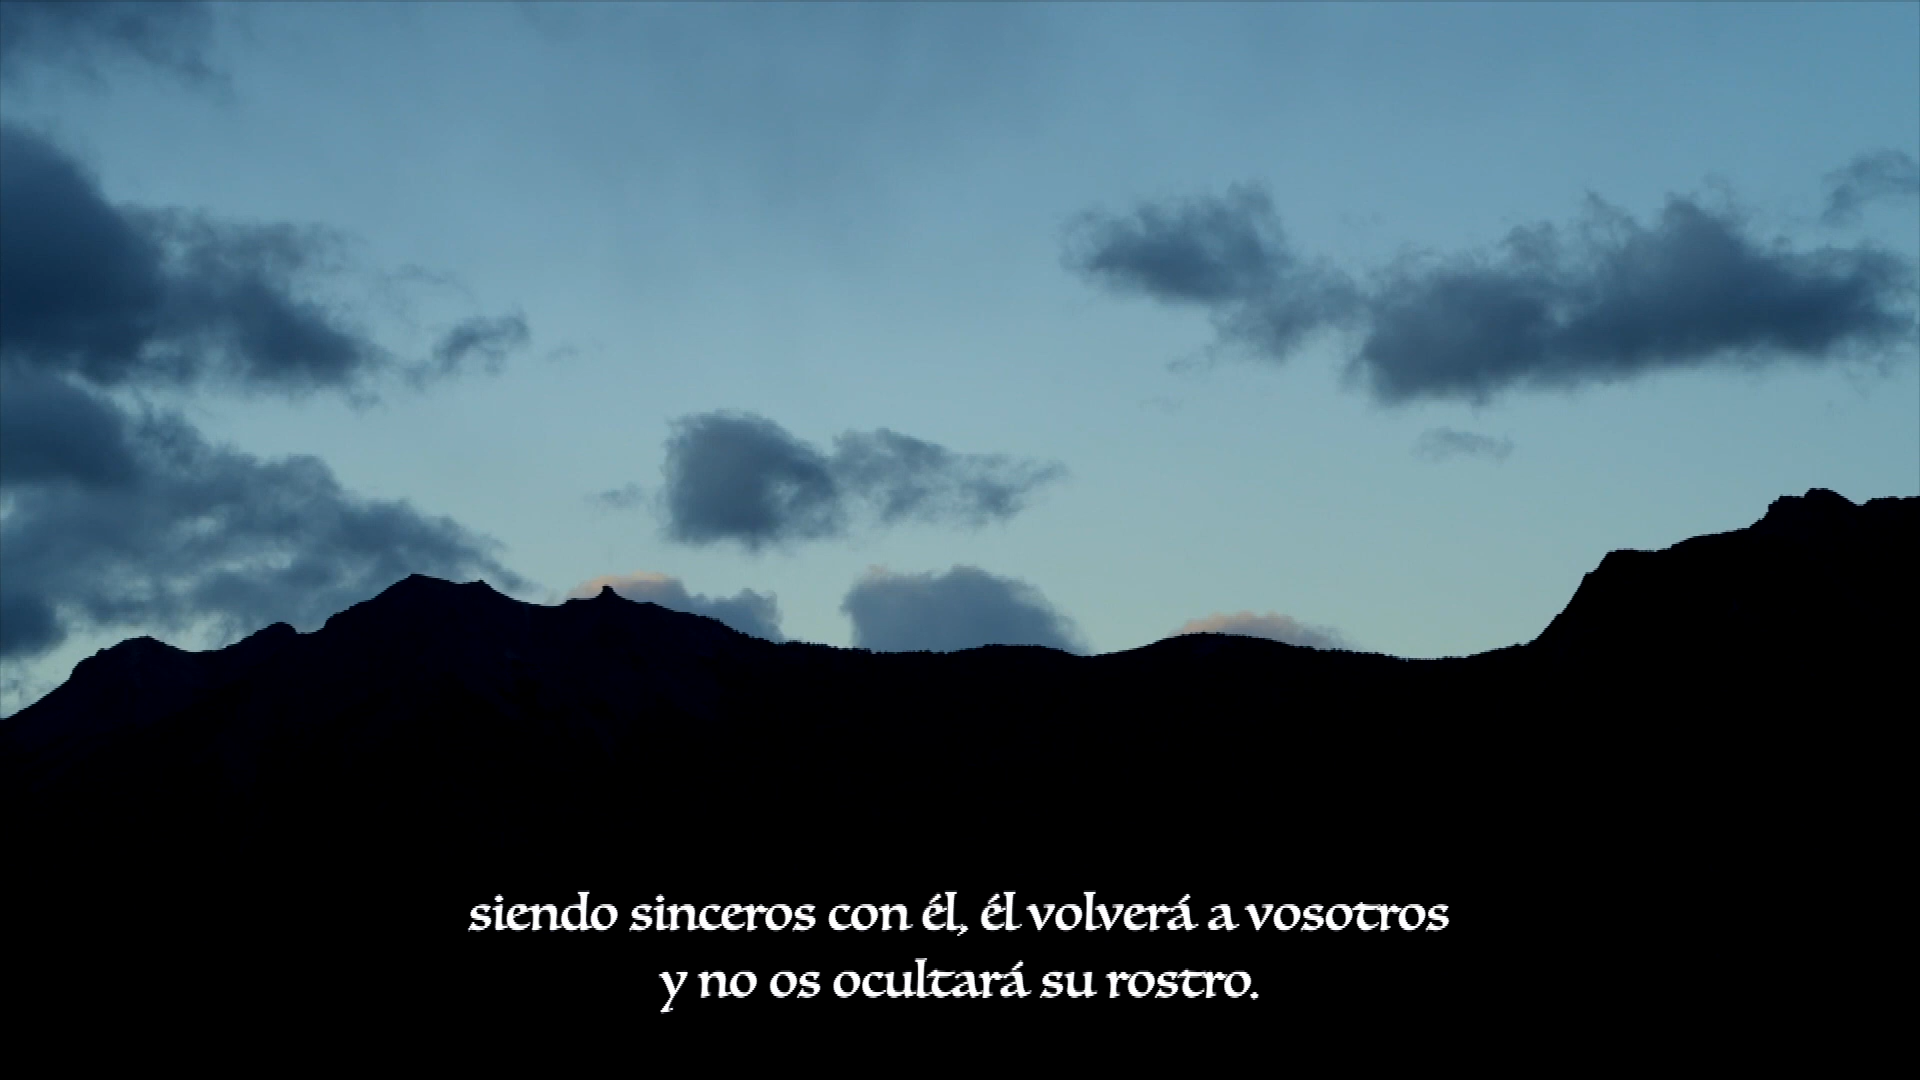 siendo sinceros con él, él volverá a vosotros
y no os ocultará su rostro.